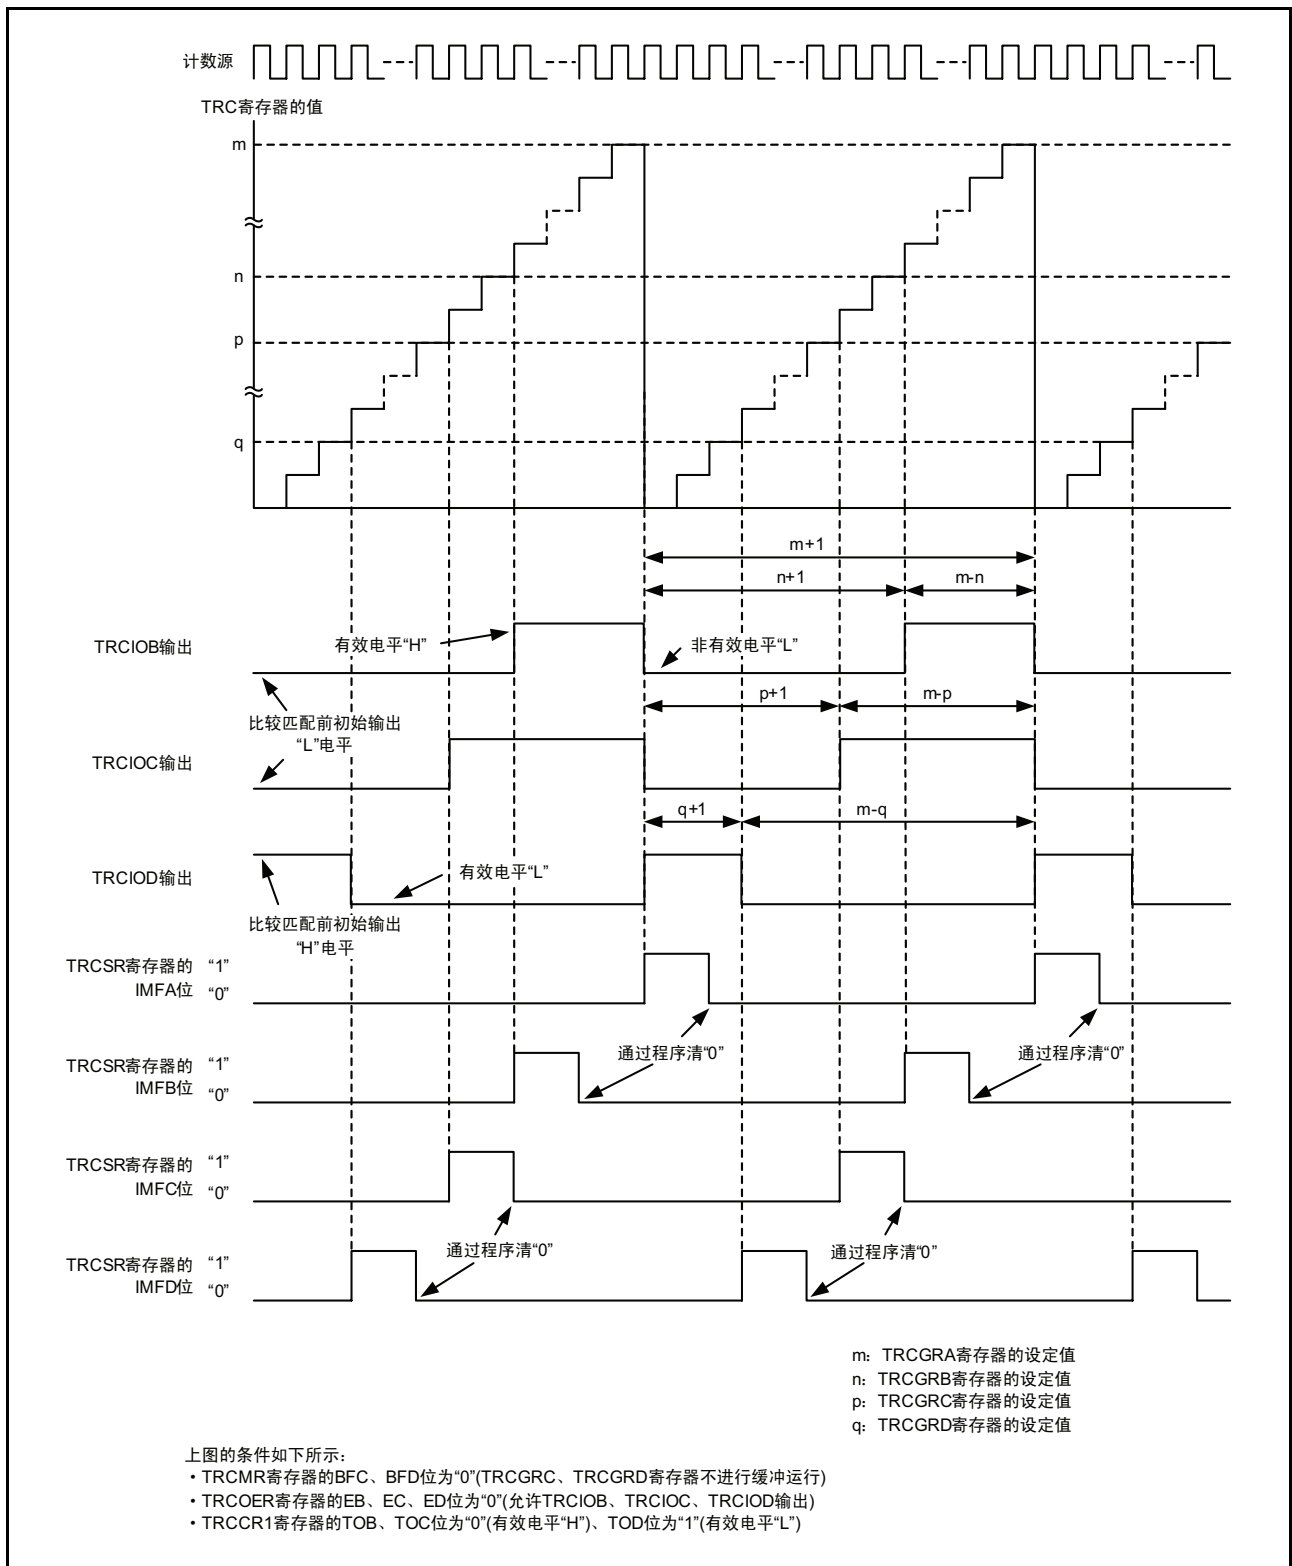 计数源
TRC寄存器的值
m
n
p
q
m+1
n+1
m-n
TRCIOB输出
有效电平“H”
非有效电平“L”
p+1
m-p
比较匹配前初始输出
“L”电平
TRCIOC输出
q+1
m-q
TRCIOD输出
有效电平“L”
比较匹配前初始输出
“H”电平
TRCSR寄存器的 “1”
IMFA位 “0”
通过程序清“0”
通过程序清“0”
TRCSR寄存器的 “1”
IMFB位 “0”
TRCSR寄存器的 “1”
IMFC位 “0”
通过程序清“0”
通过程序清“0”
TRCSR寄存器的 “1”
IMFD位 “0”
m：TRCGRA寄存器的设定值
n：TRCGRB寄存器的设定值
p：TRCGRC寄存器的设定值
q：TRCGRD寄存器的设定值
上图的条件如下所示：
• TRCMR寄存器的BFC、BFD位为“0”(TRCGRC、TRCGRD寄存器不进行缓冲运行)
• TRCOER寄存器的EB、EC、ED位为“0”(允许TRCIOB、TRCIOC、TRCIOD输出)
• TRCCR1寄存器的TOB、TOC位为“0”(有效电平“H”)、TOD位为“1”(有效电平“L”)